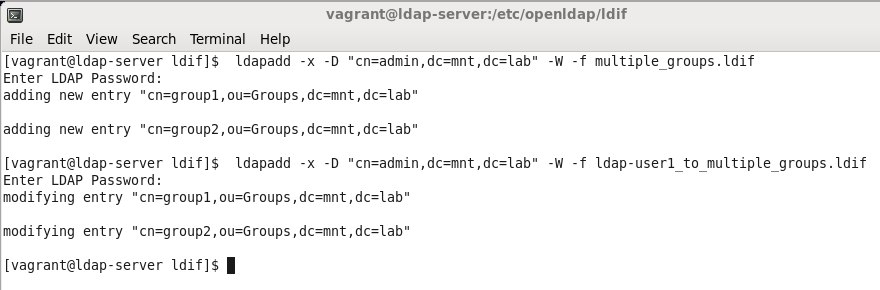 vagrant@ldap-server:/etc/openldap/ldif
File Edit View Search Terminal Help
[vagrant@ldap-server ldif]$  ldapadd -x -D "cn=admin,dc=mnt,dc=lab" -W -f multiple_groups.ldif
Enter LDAP Password:
adding new entry "cn=group1,ou=Groups,dc=mnt,dc=lab"
adding new entry "cn=group2,ou=Groups,dc=mnt,dc=lab"
[vagrant@ldap-server ldif]$  ldapadd -x -D "cn=admin,dc=mnt,dc=lab" -W -f ldap-user1_to_multiple_groups.ldif
Enter LDAP Password:
modifying entry "cn=group1,ou=Groups,dc=mnt,dc=lab"
modifying entry "cn=group2,ou=Groups,dc=mnt,dc=lab"
[vagrant@ldap-server ldif]$